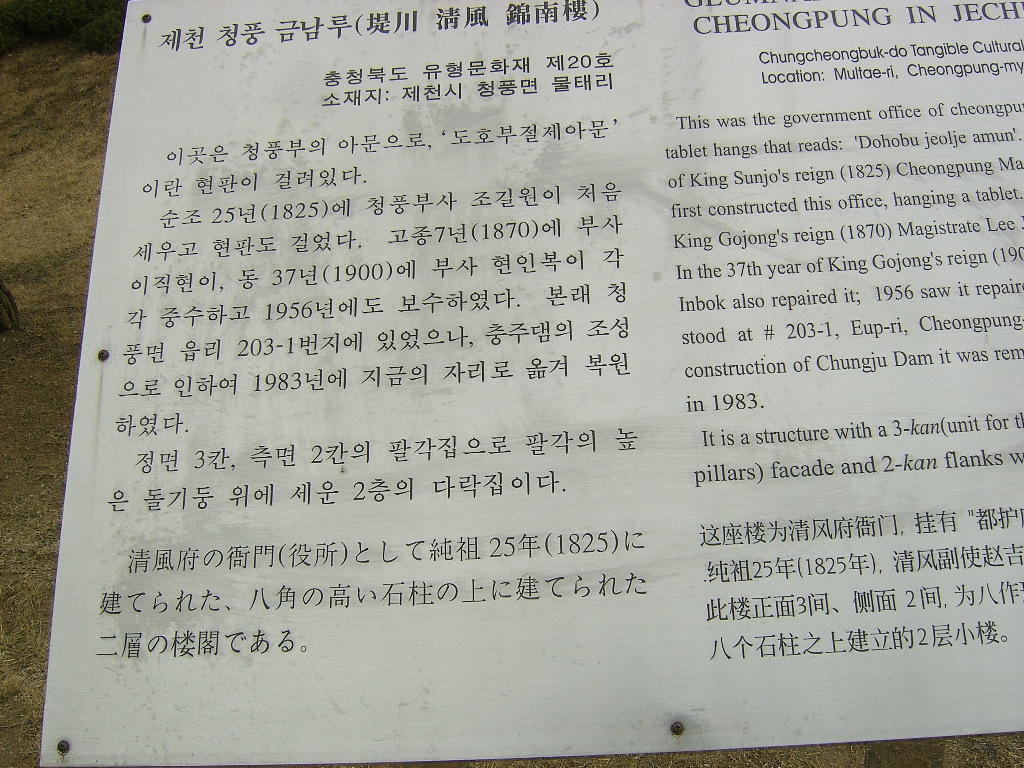 제천 청풍 금남루(堤川 淸風 錦南樓)
충청북도 유형문화재 제20호
소재지: 제천시 청풍면 물태리
이곳은 청풍부의 아문으로, ‘도호부절제아문’
이란 현판이 걸려있다.
순조 25년(1825)에 청풍부사 조길원이 처음
세우고 현판도 걸었다. 고종7년(1870)에 부사
이직현이, 동 37년(1900)에 부사 현인복이 각
각 중수하고 1956년에도 보수하였다. 본래 청
풍면 읍리 203-1번지에 있었으나, 충주댐의 조성
으로 인하여 1983년에 지금의 자리로 옮겨 복원
하였다.
정면 3칸, 측면 2칸의 팔각집으로 팔각의 높
은 돌기둥 위에 세운 2층의 다락집이다.
清風府の衙門(役所)として純祖 25年(1825)に
建てられた、八角の高い石柱の上に建てられた
二層の楼閣である。
CHEONGPUNG IN
Chungcheongbuk-do Tangible Cultural
Location: Multae-ri,
This was the government office of
tablet hangs that reads: 'Dohobu jeolje amun'.
of King Sunjo's reign (1825) Cheongpung
first constructed this office, hanging a tablet.
King Gojong's reign (1870) Magistrate Lee
In the 37th year of King Gojong's reign
Inbok also repaired it; 1956 saw it
stood at # 203-1, Eup-ri,
construction of Chungju Dam it was
in 1983.
It is a structure with a 3-kan(unit for
pillars) facade and 2-kan flanks
这座楼为清风府衙门, 挂有 "都护
纯祖25年(1825年), 清风副使赵吉
此楼正面3间、侧面 2间, 为八作
八个石柱之上建立的2层小楼。